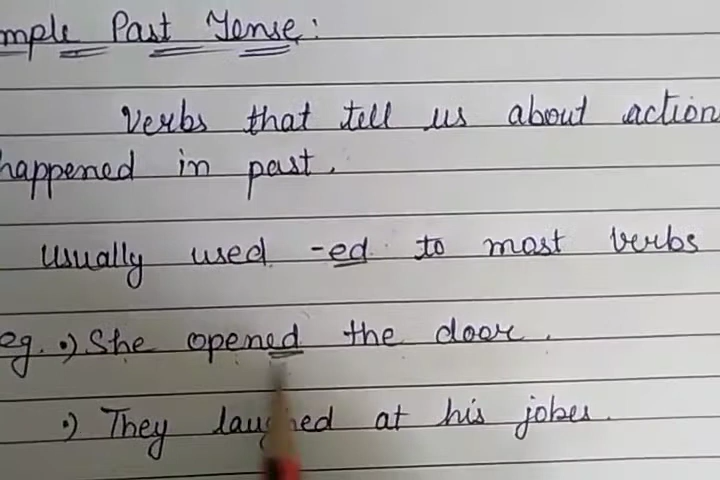 mple Past Tense:
Verbs that tell us about action
happened in past.
Usually used -ed to most verbs
eg. •) She opened the door.
•) They laughed at his jobes.